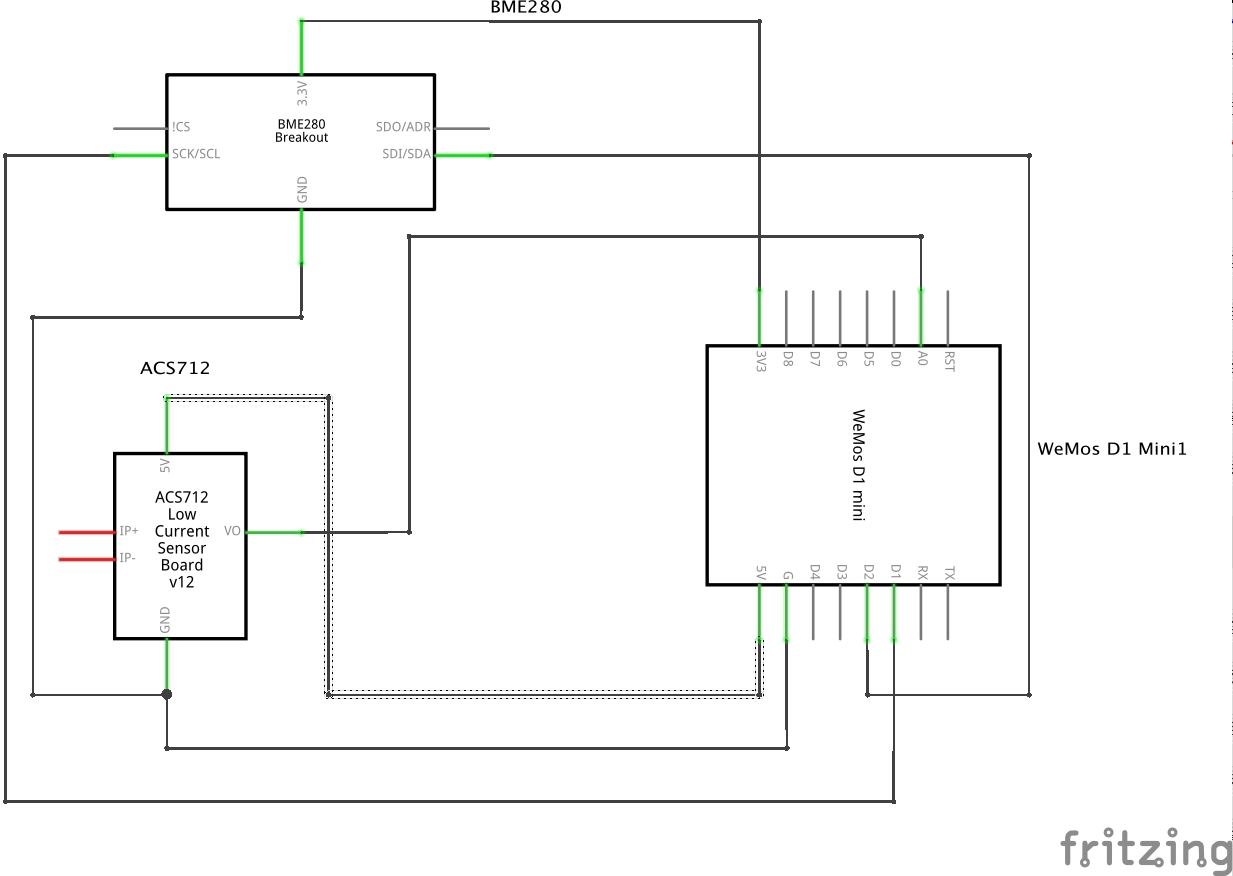 BME280
3.3V
!CS
BME280
Breakout
SDO/ADR
SCK/SCL
SDI/SDA
GND
ACS712
5V
ACS712
Low
Current
Sensor
Board
v12
IP+
VO
IP-
GND
3V3
D8
D7
D6
D5
D0
A0
RST
WeMos D1 mini
WeMos D1 Mini1
5V
G
D4
D3
D2
D1
RX
TX
fritzing